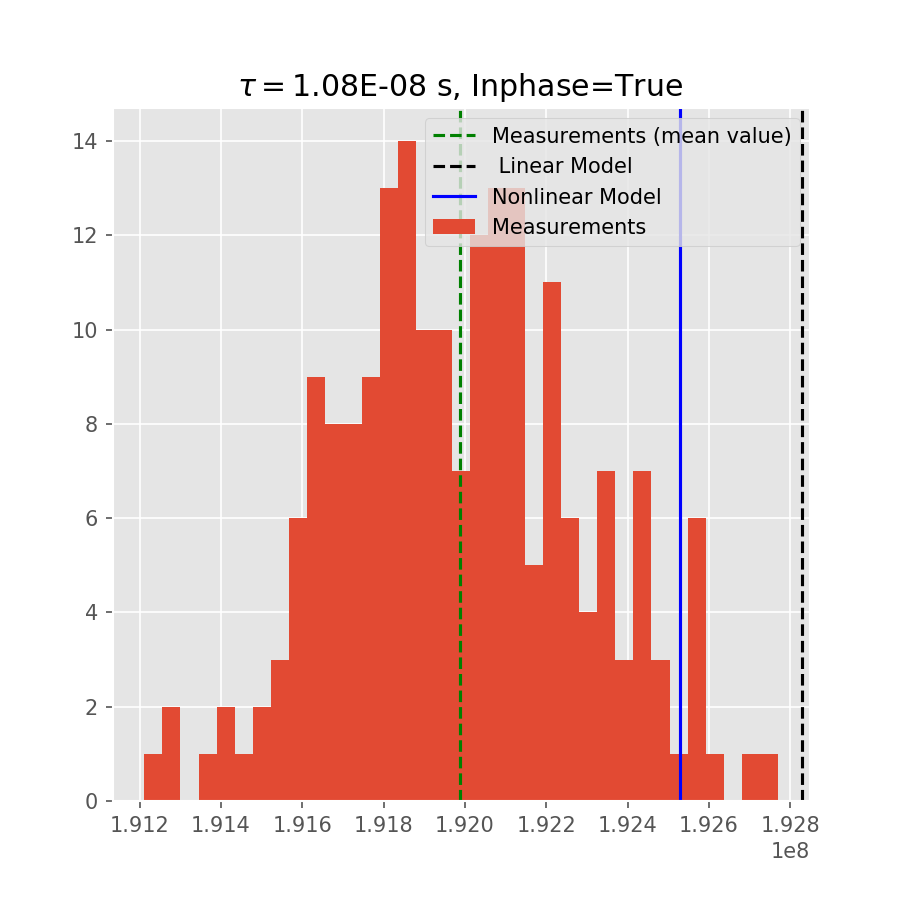 τ = 1.08E-08 s, Inphase=True
14
12
10
8
6
4
2
0
Measurements (mean value)
Linear Model
Nonlinear Model
Measurements
1.912 1.914 1.916 1.918 1.920 1.922 1.924 1.926 1.928
1e8